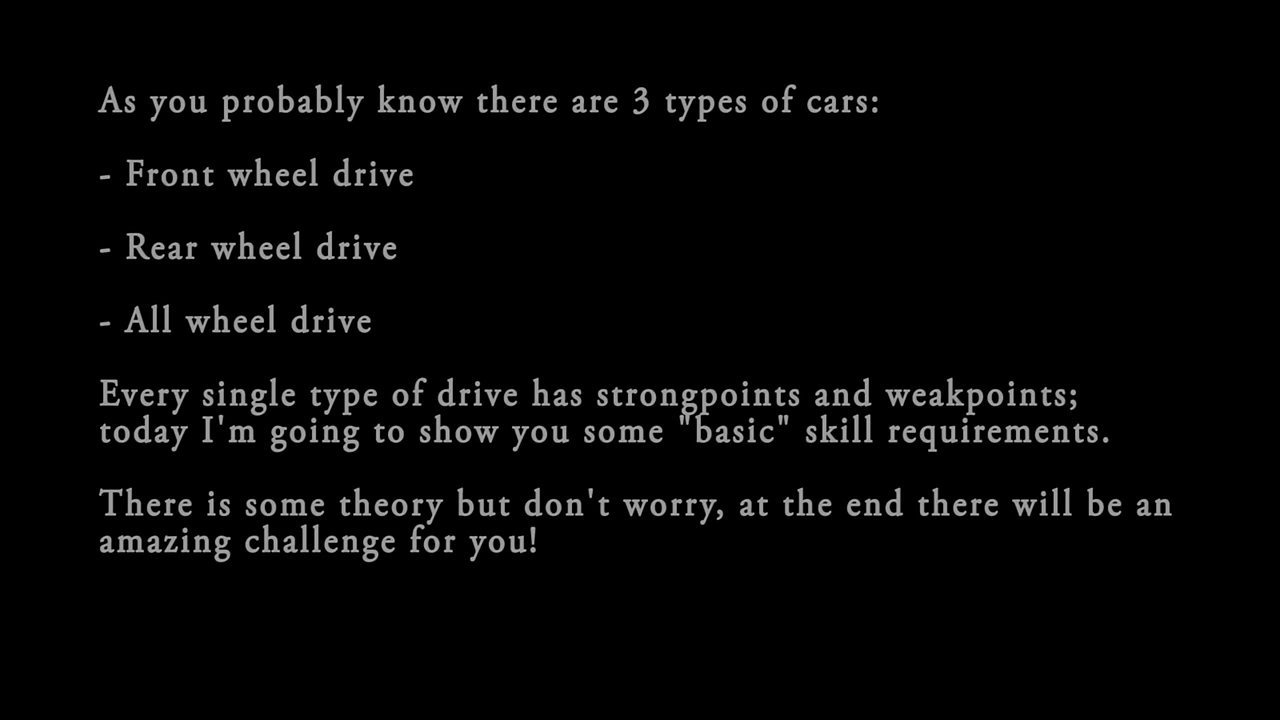 As you probably know there are 3 types of cars:
- Front wheel drive
- Rear wheel drive
- All wheel drive
Every single type of drive has strongpoints and weakpoints;
today I'm going to show you some "basic" skill requirements.
There is some theory but don't worry, at the end there will be an
amazing challenge for you!